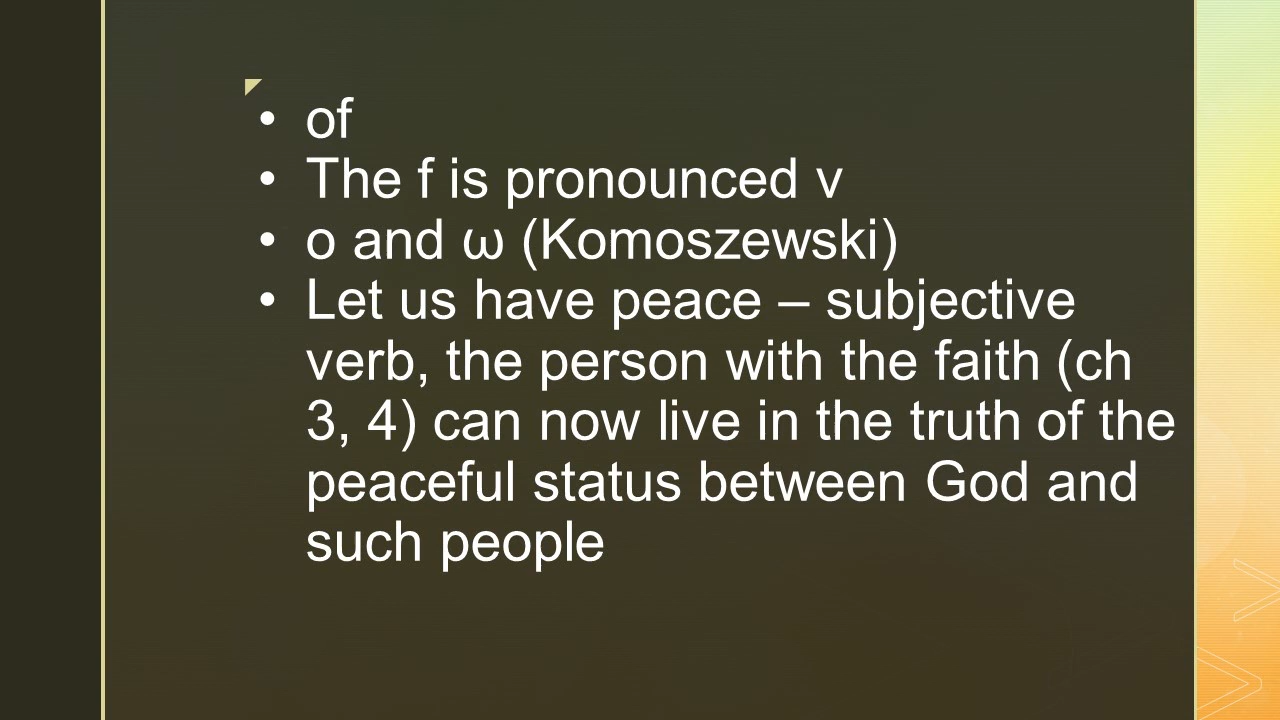 • of
• The f is pronounced v
• o and ω (Komoszewski)
• Let us have peace – subjective
verb, the person with the faith (ch
3, 4) can now live in the truth of the
peaceful status between God and
such people